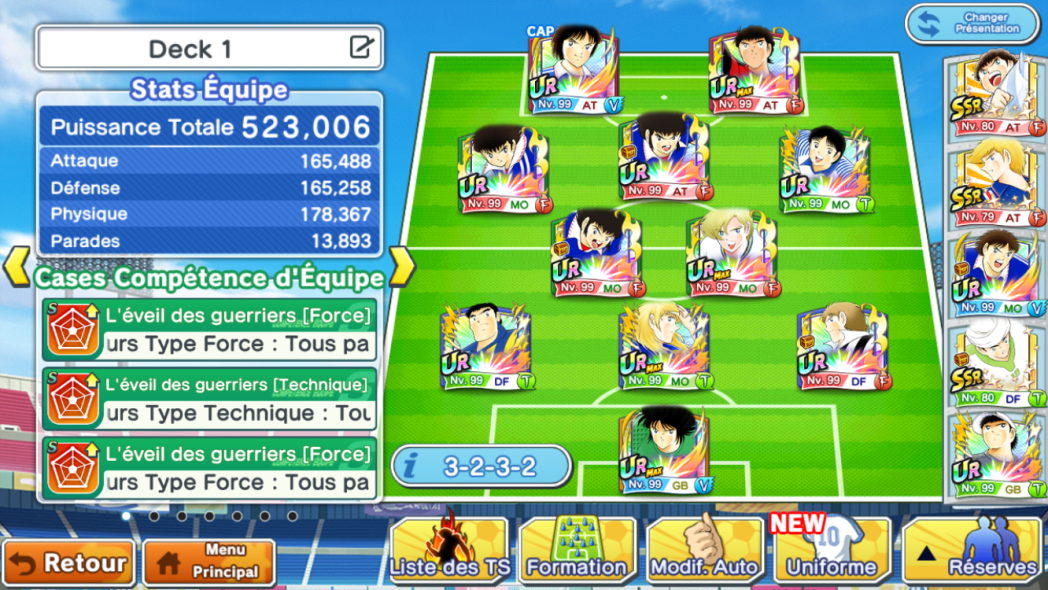 Deck 1
Changer
Présentation
Stats Équipe
Puissance Totale 523,006
Attaque 165,488
Défense 165,258
Physique 178,367
Parades 13,893
Cases Compétence d'Équipe
S
L'éveil des guerriers [Force]
urs Type Force : Tous pa
S
L'éveil des guerriers [Technique]
urs Type Technique : Tou
S
L'éveil des guerriers [Force]
urs Type Force : Tous pa
CAP
UR
Nv. 99 AT V
UR MAX
Nv. 99 AT F
UR
Nv. 99 MO F
UR
Nv. 99 AT F
UR
Nv. 99 MO T
UR
Nv. 99 MO F
UR MAX
Nv. 99 MO F
UR
Nv. 99 DF T
UR MAX
Nv. 99 MO T
UR
Nv. 99 DF F
UR MAX
Nv. 99 GB V
i 3-2-3-2
SSR
Nv. 80 AT F
SSR
Nv. 79 AT F
UR
Nv. 99 MO V
SSR
Nv. 80 DF T
UR
Nv. 99 GB T
Retour
Menu
Principal
Liste des TS
Formation
Modif. Auto
NEW
10
Uniforme
Réserves